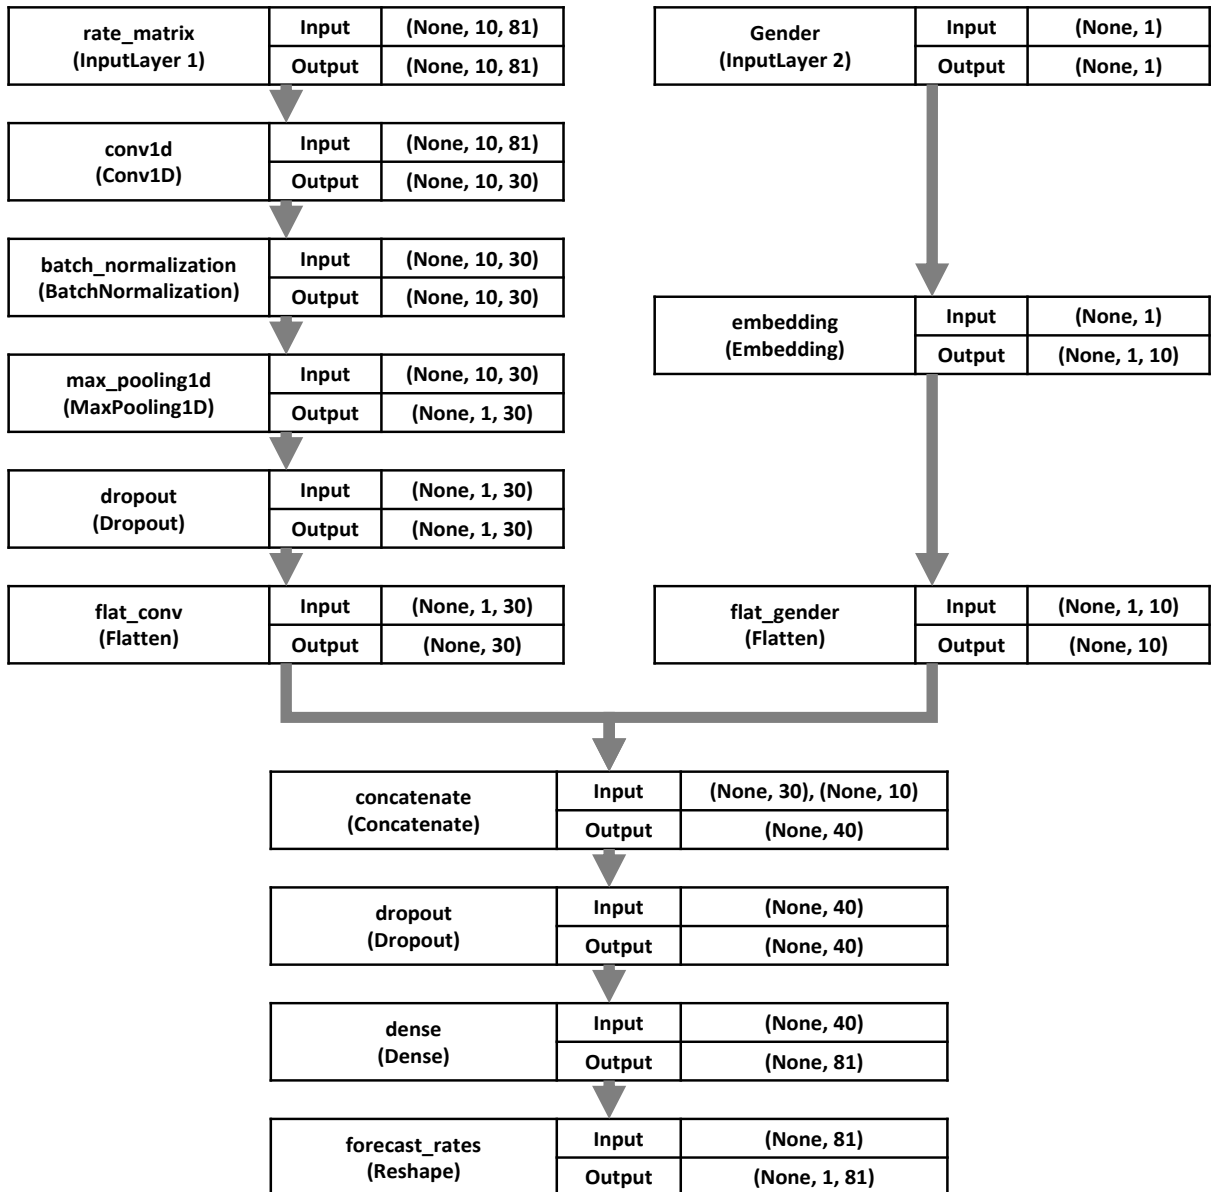 rate_matrix
(InputLayer 1)
Input
(None, 10, 81)
Output
(None, 10, 81)
Gender
(InputLayer 2)
Input
(None, 1)
Output
(None, 1)
conv1d
(Conv1D)
Input
(None, 10, 81)
Output
(None, 10, 30)
batch_normalization
(BatchNormalization)
Input
(None, 10, 30)
Output
(None, 10, 30)
embedding
(Embedding)
Input
(None, 1)
Output
(None, 1, 10)
max_pooling1d
(MaxPooling1D)
Input
(None, 10, 30)
Output
(None, 1, 30)
dropout
(Dropout)
Input
(None, 1, 30)
Output
(None, 1, 30)
flat_conv
(Flatten)
Input
(None, 1, 30)
Output
(None, 30)
flat_gender
(Flatten)
Input
(None, 1, 10)
Output
(None, 10)
concatenate
(Concatenate)
Input
(None, 30), (None, 10)
Output
(None, 40)
dropout
(Dropout)
Input
(None, 40)
Output
(None, 40)
dense
(Dense)
Input
(None, 40)
Output
(None, 81)
forecast_rates
(Reshape)
Input
(None, 81)
Output
(None, 1, 81)